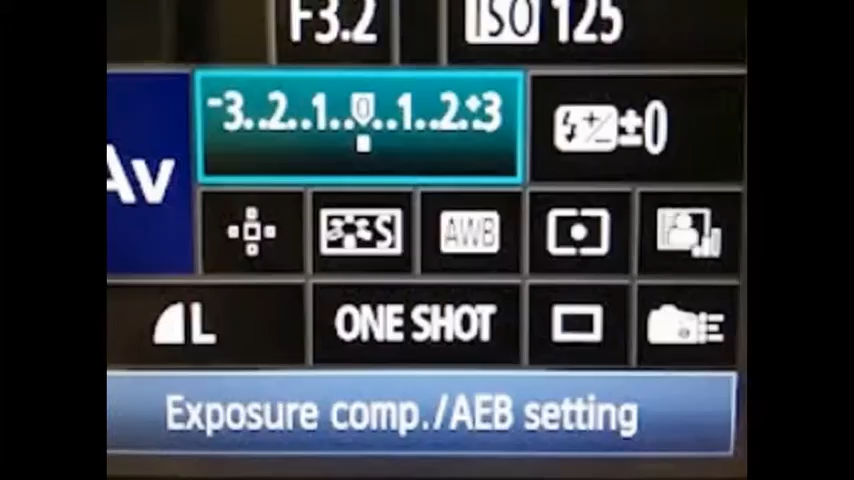 F3.2 ISO 125
Av -3..2..1..0..1..2.+3 ±0
S AWB
L ONE SHOT
Exposure comp./AEB setting